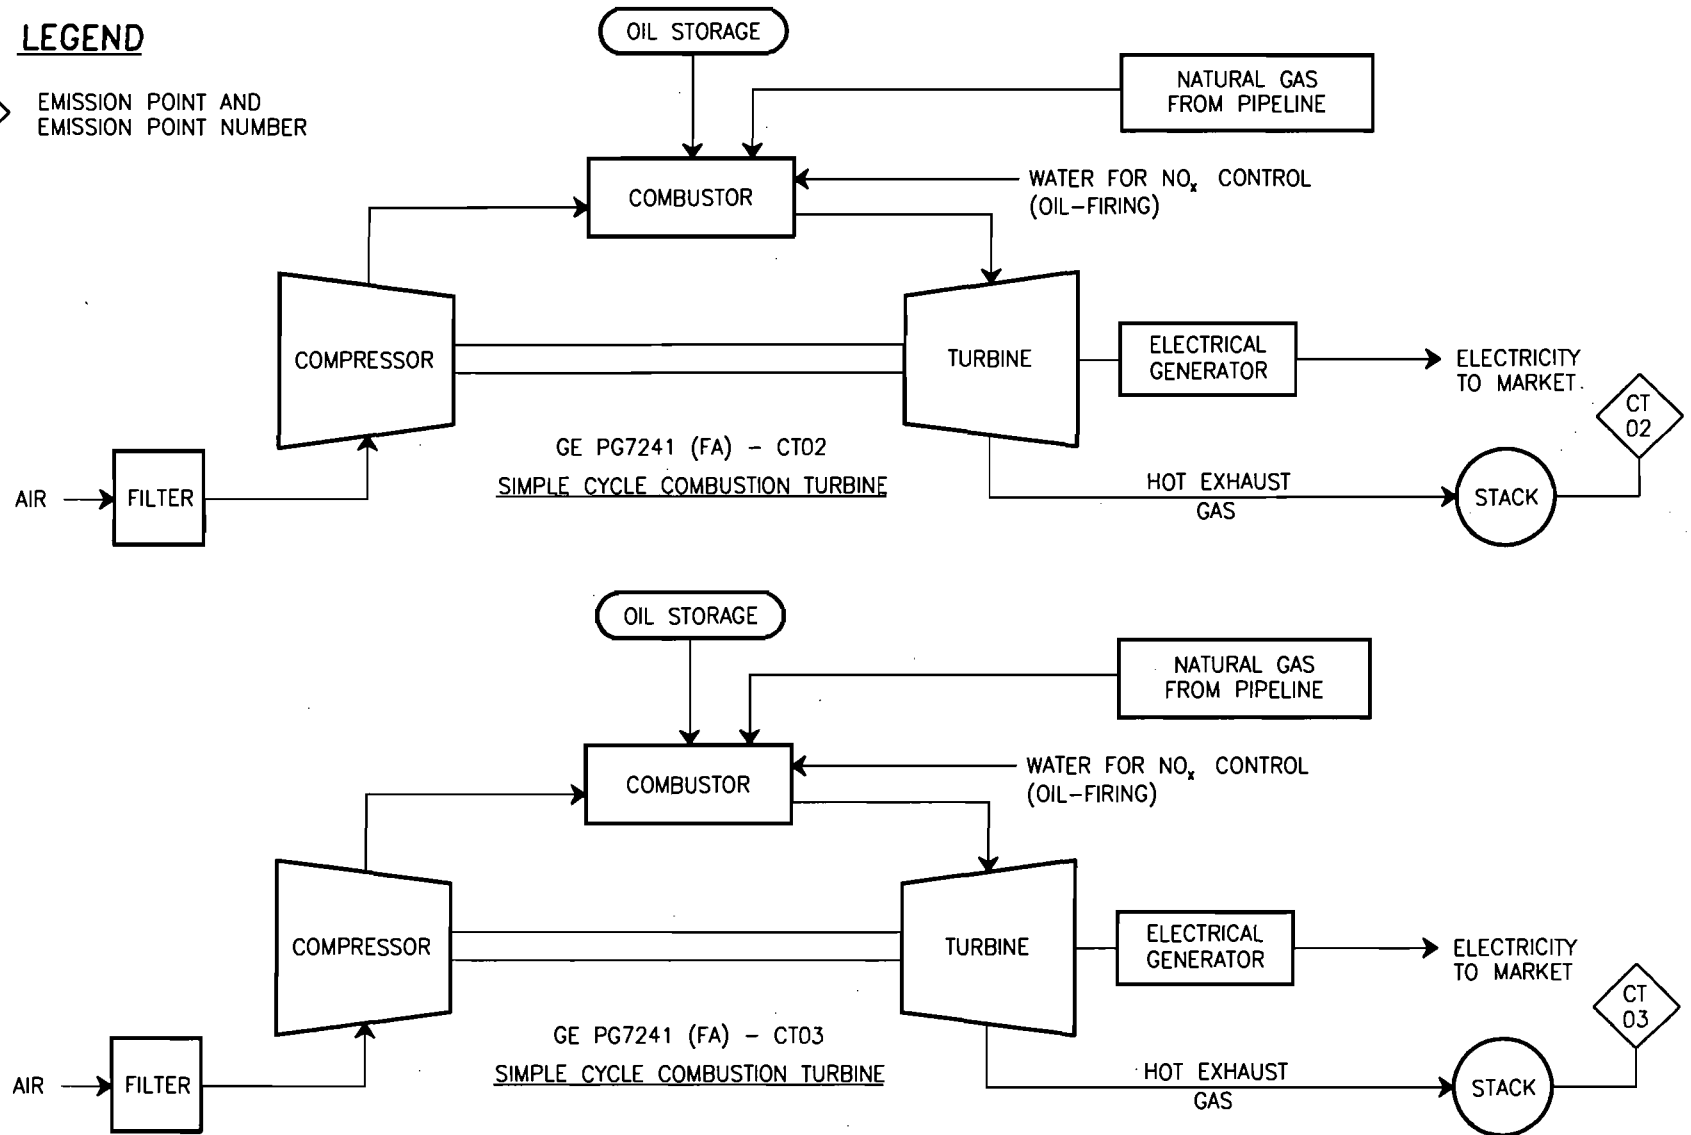 LEGEND
EMISSION POINT AND
EMISSION POINT NUMBER
OIL STORAGE
NATURAL GAS
FROM PIPELINE
COMBUSTOR
WATER FOR NOx CONTROL
(OIL-FIRING)
COMPRESSOR
TURBINE
ELECTRICAL
GENERATOR
ELECTRICITY
TO MARKET
CT
02
GE PG7241 (FA) - CT02
SIMPLE CYCLE COMBUSTION TURBINE
AIR
FILTER
HOT EXHAUST
GAS
STACK
OIL STORAGE
NATURAL GAS
FROM PIPELINE
COMBUSTOR
WATER FOR NOx CONTROL
(OIL-FIRING)
COMPRESSOR
TURBINE
ELECTRICAL
GENERATOR
ELECTRICITY
TO MARKET
CT
03
GE PG7241 (FA) - CT03
SIMPLE CYCLE COMBUSTION TURBINE
AIR
FILTER
HOT EXHAUST
GAS
STACK